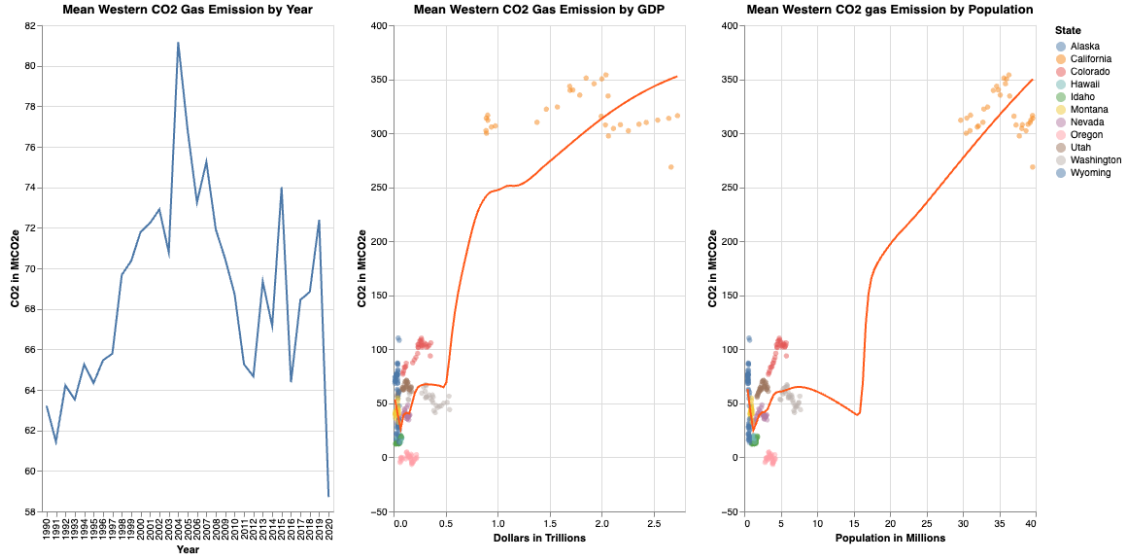 Mean Western CO2 Gas Emission by Year
82
80
78
76
74
72
70
68
66
64
62
60
58
CO2 in MtCO2e
1990
1991
1992
1993
1994
1995
1996
1997
1998
1999
2000
2001
2002
2003
2004
2005
2006
2007
2008
2009
2010
2011
2012
2013
2014
2015
2016
2017
2018
2019
2020
Year
Mean Western CO2 Gas Emission by GDP
400
350
300
250
200
150
100
50
0
−50
CO2 in MtCO2e
0.0 0.5 1.0 1.5 2.0 2.5
Dollars in Trillions
Mean Western CO2 gas Emission by Population
400
350
300
250
200
150
100
50
0
−50
CO2 in MtCO2e
0 5 10 15 20 25 30 35 40
Population in Millions
State
Alaska
California
Colorado
Hawaii
Idaho
Montana
Nevada
Oregon
Utah
Washington
Wyoming